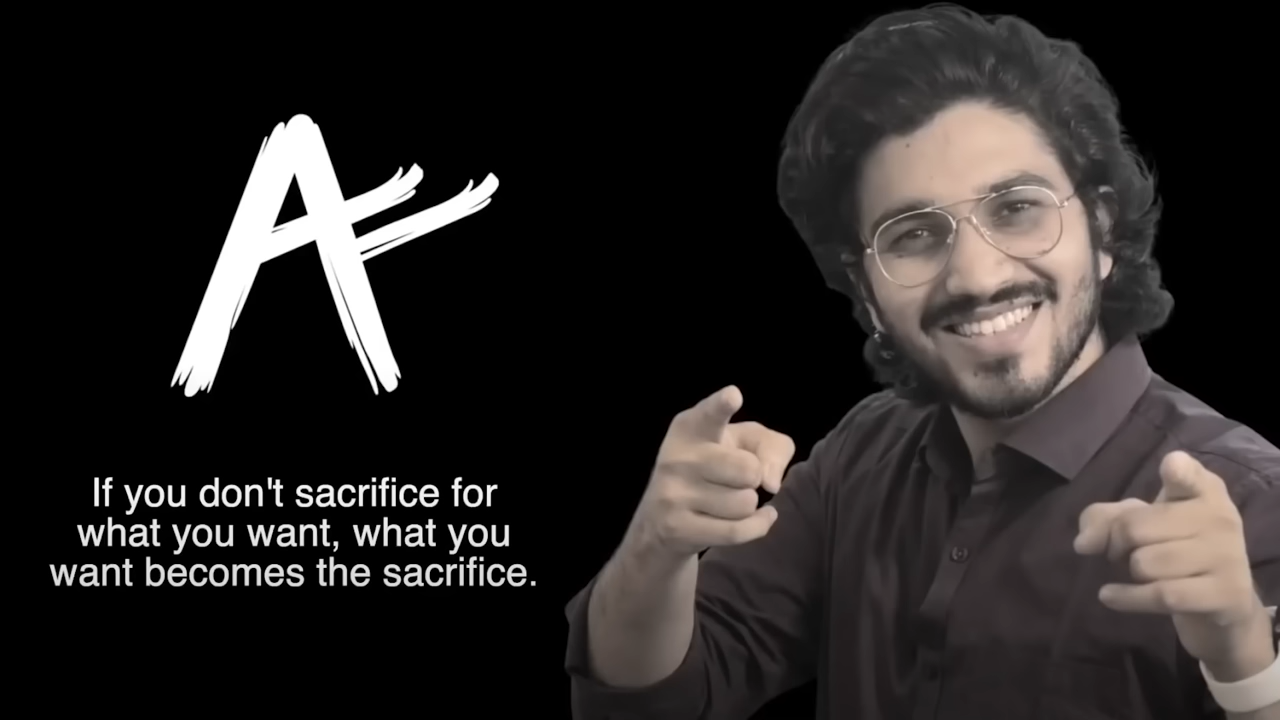 A
If you don't sacrifice for
what you want, what you
want becomes the sacrifice.